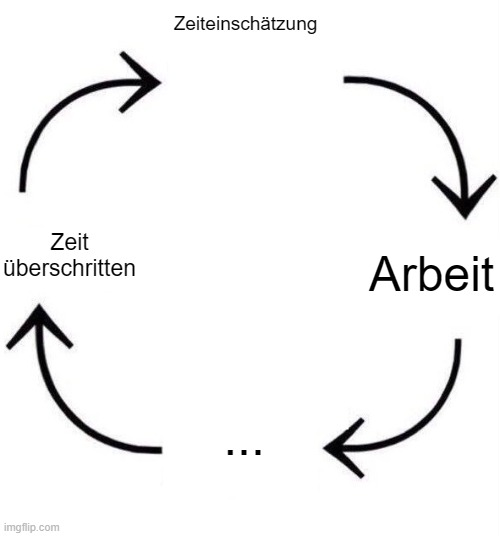 Zeiteinschätzung
Zeit
überschritten
Arbeit
...
imgflip.com